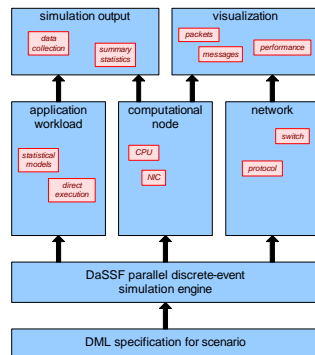 simulation output
data
collection
summary
statistics
visualization
packets
messages
performance
application
workload
statistical
models
direct
execution
computational
node
CPU
NIC
network
switch
protocol
DaSSF parallel discrete-event
simulation engine
DML specification for scenario